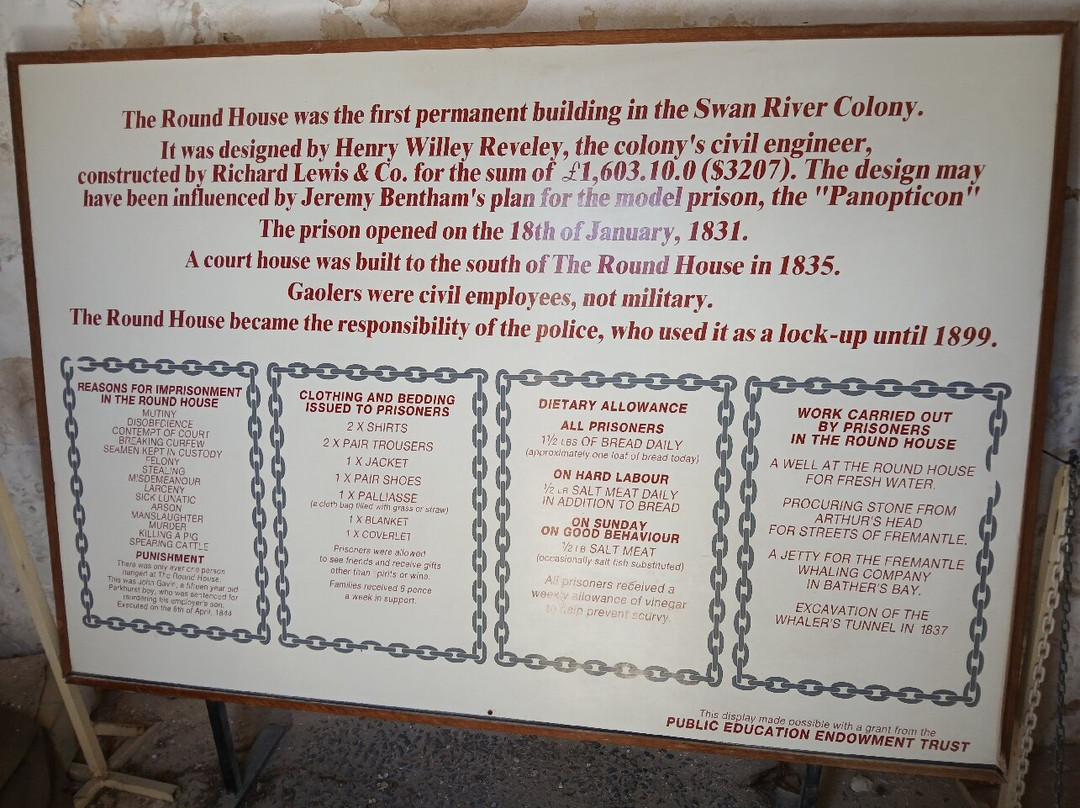 The Round House was the first permanent building in the Swan River Colony.
It was designed by Henry Willey Reveley, the colony's civil engineer,
constructed by Richard Lewis & Co. for the sum of £1,603.10.0 ($3207). The design may
have been influenced by Jeremy Bentham's plan for the model prison, the "Panopticon"
The prison opened on the 18th of January, 1831.
A court house was built to the south of The Round House in 1835.
Gaolers were civil employees, not military.
The Round House became the responsibility of the police, who used it as a lock-up until 1899.
REASONS FOR IMPRISONMENT
IN THE ROUND HOUSE
MUTINY
DISOBEDIENCE
CONTEMPT OF COURT
BREAKING CURFEW
SEAMEN KEPT IN CUSTODY
FELONY
STEALING
MISDEMEANOUR
LARCENY
SICK LUNATIC
ARSON
MANSLAUGHTER
MURDER
KILLING A PIG
SPEARING CATTLE
PUNISHMENT
There was only ever one person
hanged at The Round House.
This was John Gavin, a fifteen year old
Parkhurst boy, who was sentenced for
murdering his employer's son.
Executed on the 6th of April, 1844
CLOTHING AND BEDDING
ISSUED TO PRISONERS
2 X SHIRTS
2 X PAIR TROUSERS
1 X JACKET
1 X PAIR SHOES
1 X PALLIASSE
(a cloth bag filled with grass or straw)
1 X BLANKET
1 X COVERLET
Prisoners were allowed
to see friends and receive gifts
other than spirits or wine.
Families received 6 pence
a week in support.
DIETARY ALLOWANCE
ALL PRISONERS
1½ LBS OF BREAD DAILY
(approximately one loaf of bread today)
ON HARD LABOUR
½ LB SALT MEAT DAILY
IN ADDITION TO BREAD
ON SUNDAY
ON GOOD BEHAVIOUR
½ LB SALT MEAT
(occasionally salt fish substituted)
All prisoners received a
weekly allowance of vinegar
to help prevent scurvy.
WORK CARRIED OUT
BY PRISONERS
IN THE ROUND HOUSE
A WELL AT THE ROUND HOUSE
FOR FRESH WATER.
PROCURING STONE FROM
ARTHUR'S HEAD
FOR STREETS OF FREMANTLE.
A JETTY FOR THE FREMANTLE
WHALING COMPANY
IN BATHER'S BAY.
EXCAVATION OF THE
WHALER'S TUNNEL IN 1837
This display made possible with a grant from the
PUBLIC EDUCATION ENDOWMENT TRUST